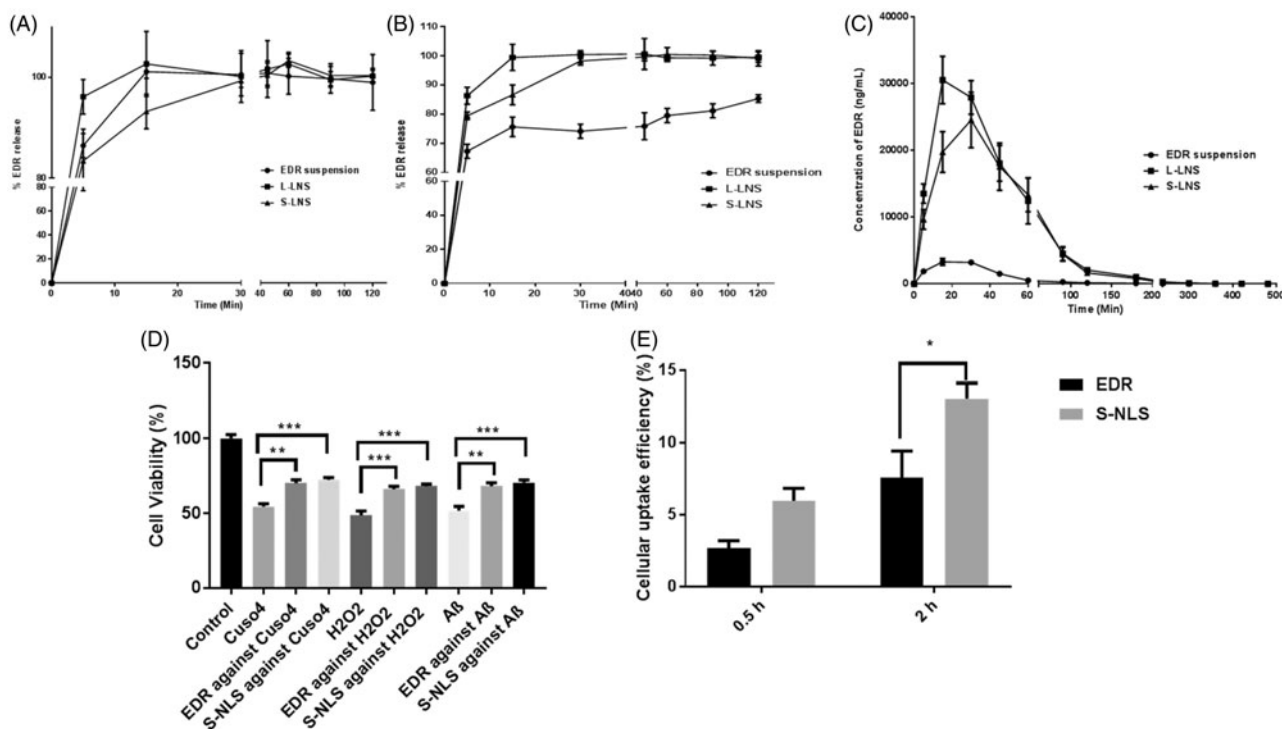 (A)
% EDR release
100
80
80
60
40
20
0
0 10 20 30 40 60 80 100 120
Time (Min)
EDR suspension
L-LNS
S-LNS
(B)
% EDR release
110
100
90
80
70
60
60
40
20
0
0 10 20 30 4040 60 80 100 120
Time (Min)
EDR suspension
L-LNS
S-LNS
(C)
Concentration of EDR (ng/mL)
40000
30000
20000
10000
0
0 20 40 60 100 200 300 400 500
Time (Min)
EDR suspension
L-LNS
S-LNS
(D)
Cell Viability (%)
150
100
50
0
***
**
***
***
***
**
Control
Cuso4
EDR against Cuso4
S-NLS against Cuso4
H2O2
EDR against H2O2
S-NLS against H2O2
Aß
EDR against Aß
S-NLS against Aß
(E)
Cellular uptake efficiency (%)
15
10
5
0
*
0.5 h
2 h
EDR
S-NLS